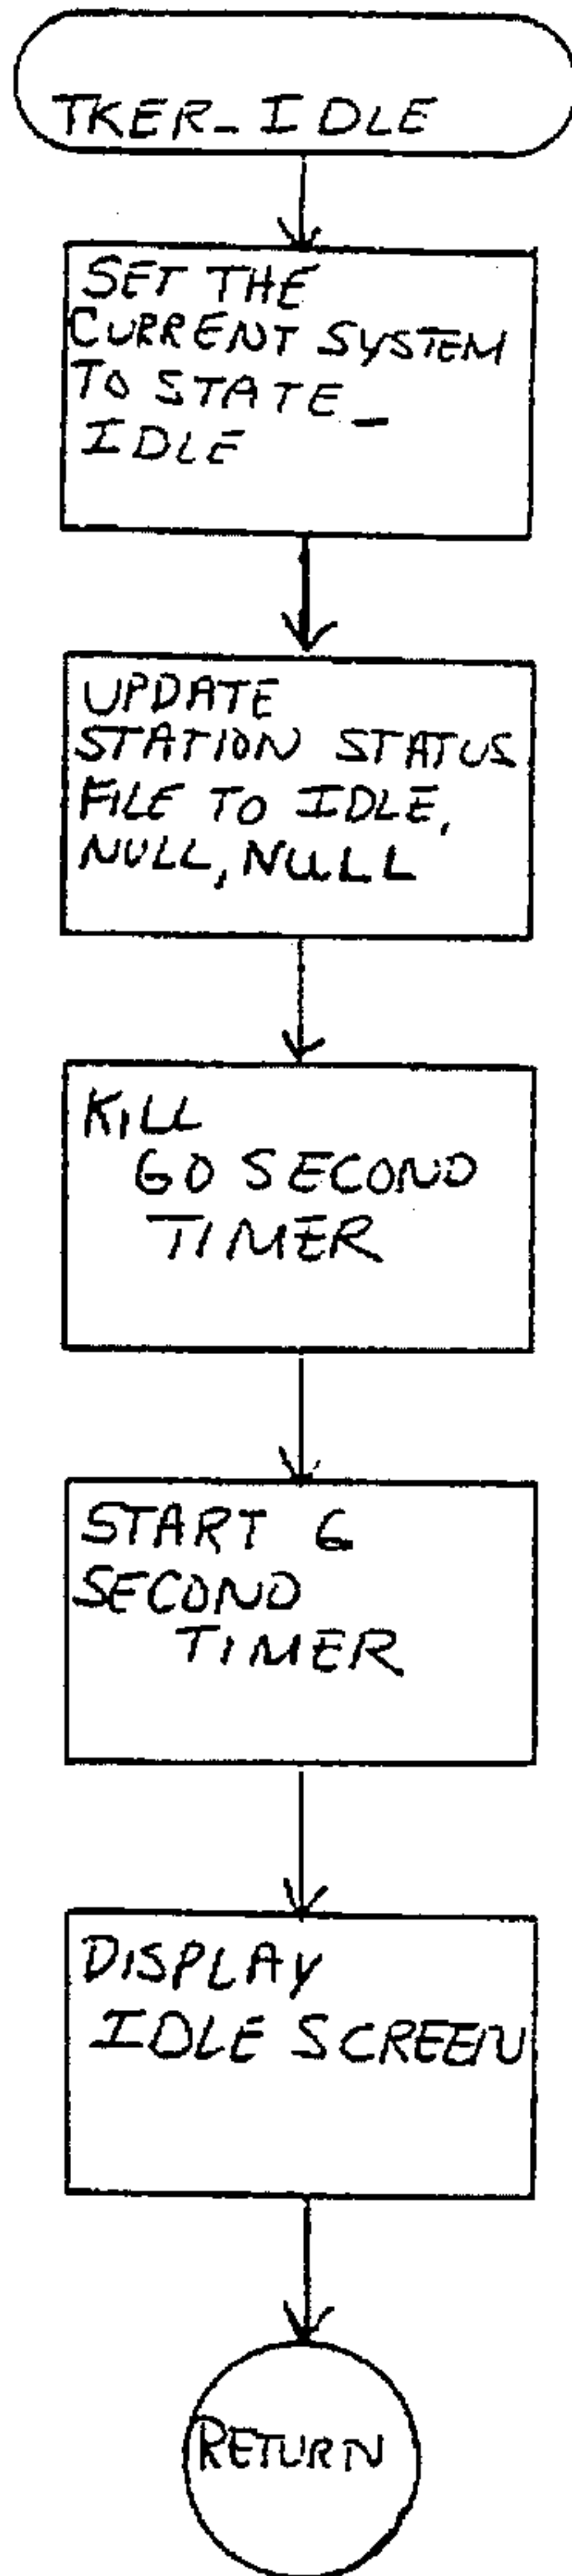 TKER_IDLE
SET THE
CURRENT SYSTEM
TO STATE_
IDLE
UPDATE
STATION STATUS
FILE TO IDLE,
NULL, NULL
KILL
60 SECOND
TIMER
START 6
SECOND
TIMER
DISPLAY
IDLE SCREEN
RETURN